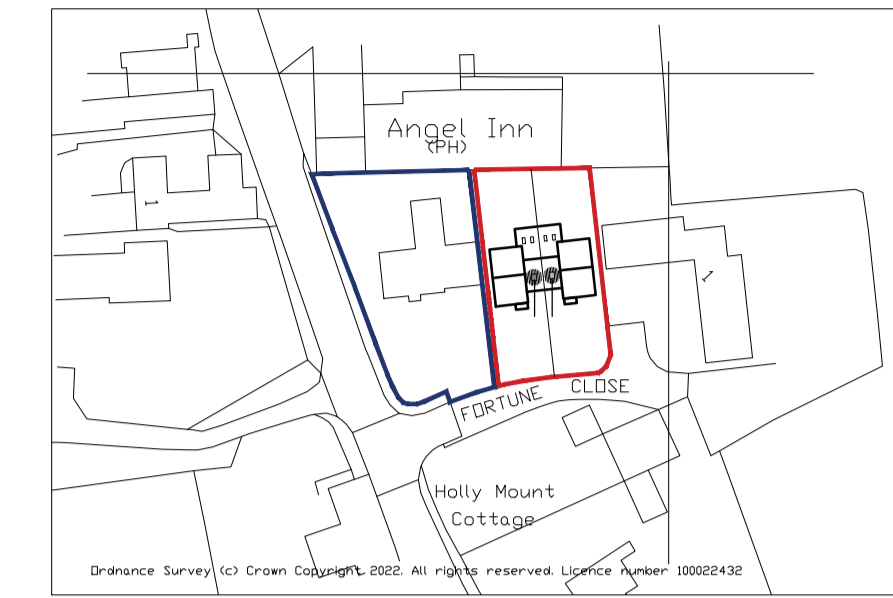 Angel Inn
(PH)
1
1
FORTUNE CLOSE
Holly Mount
Cottage
Ordnance Survey (c) Crown Copyright 2022. All rights reserved. Licence number 100022432